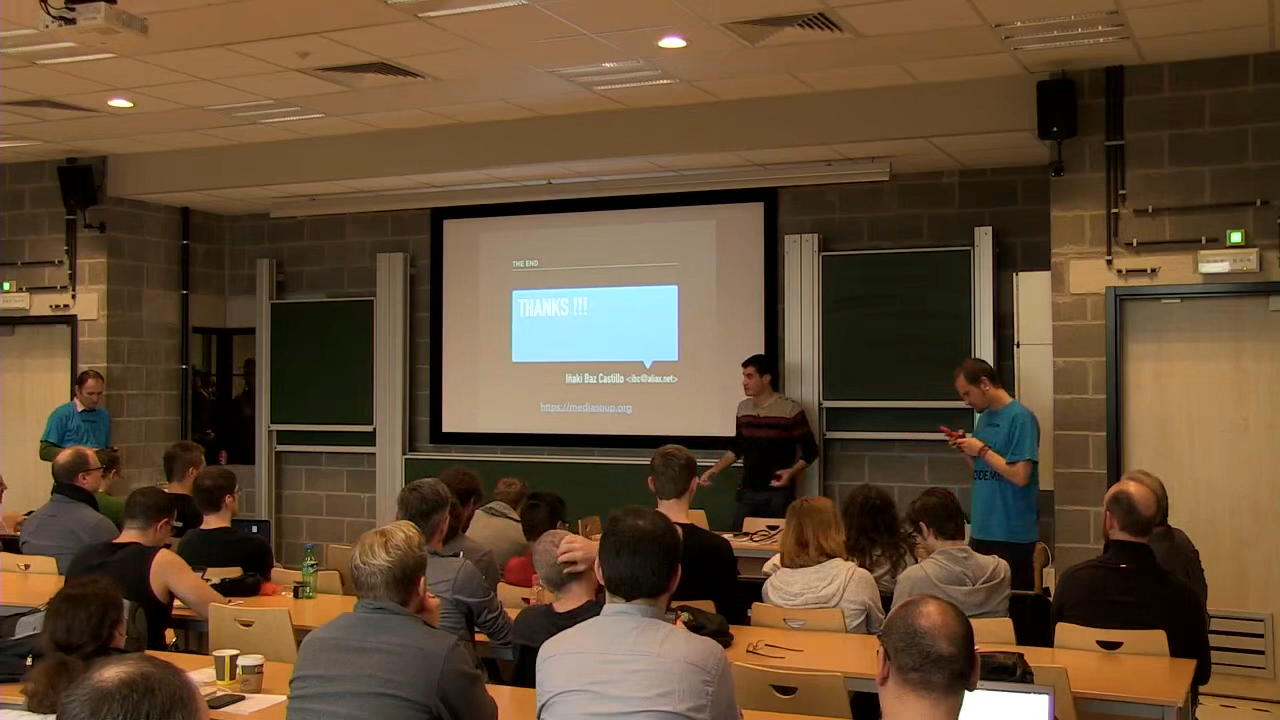 THE END
THANKS !!!
Iñaki Baz Castillo <ibc@aliax.net>
https://mediasoup.org